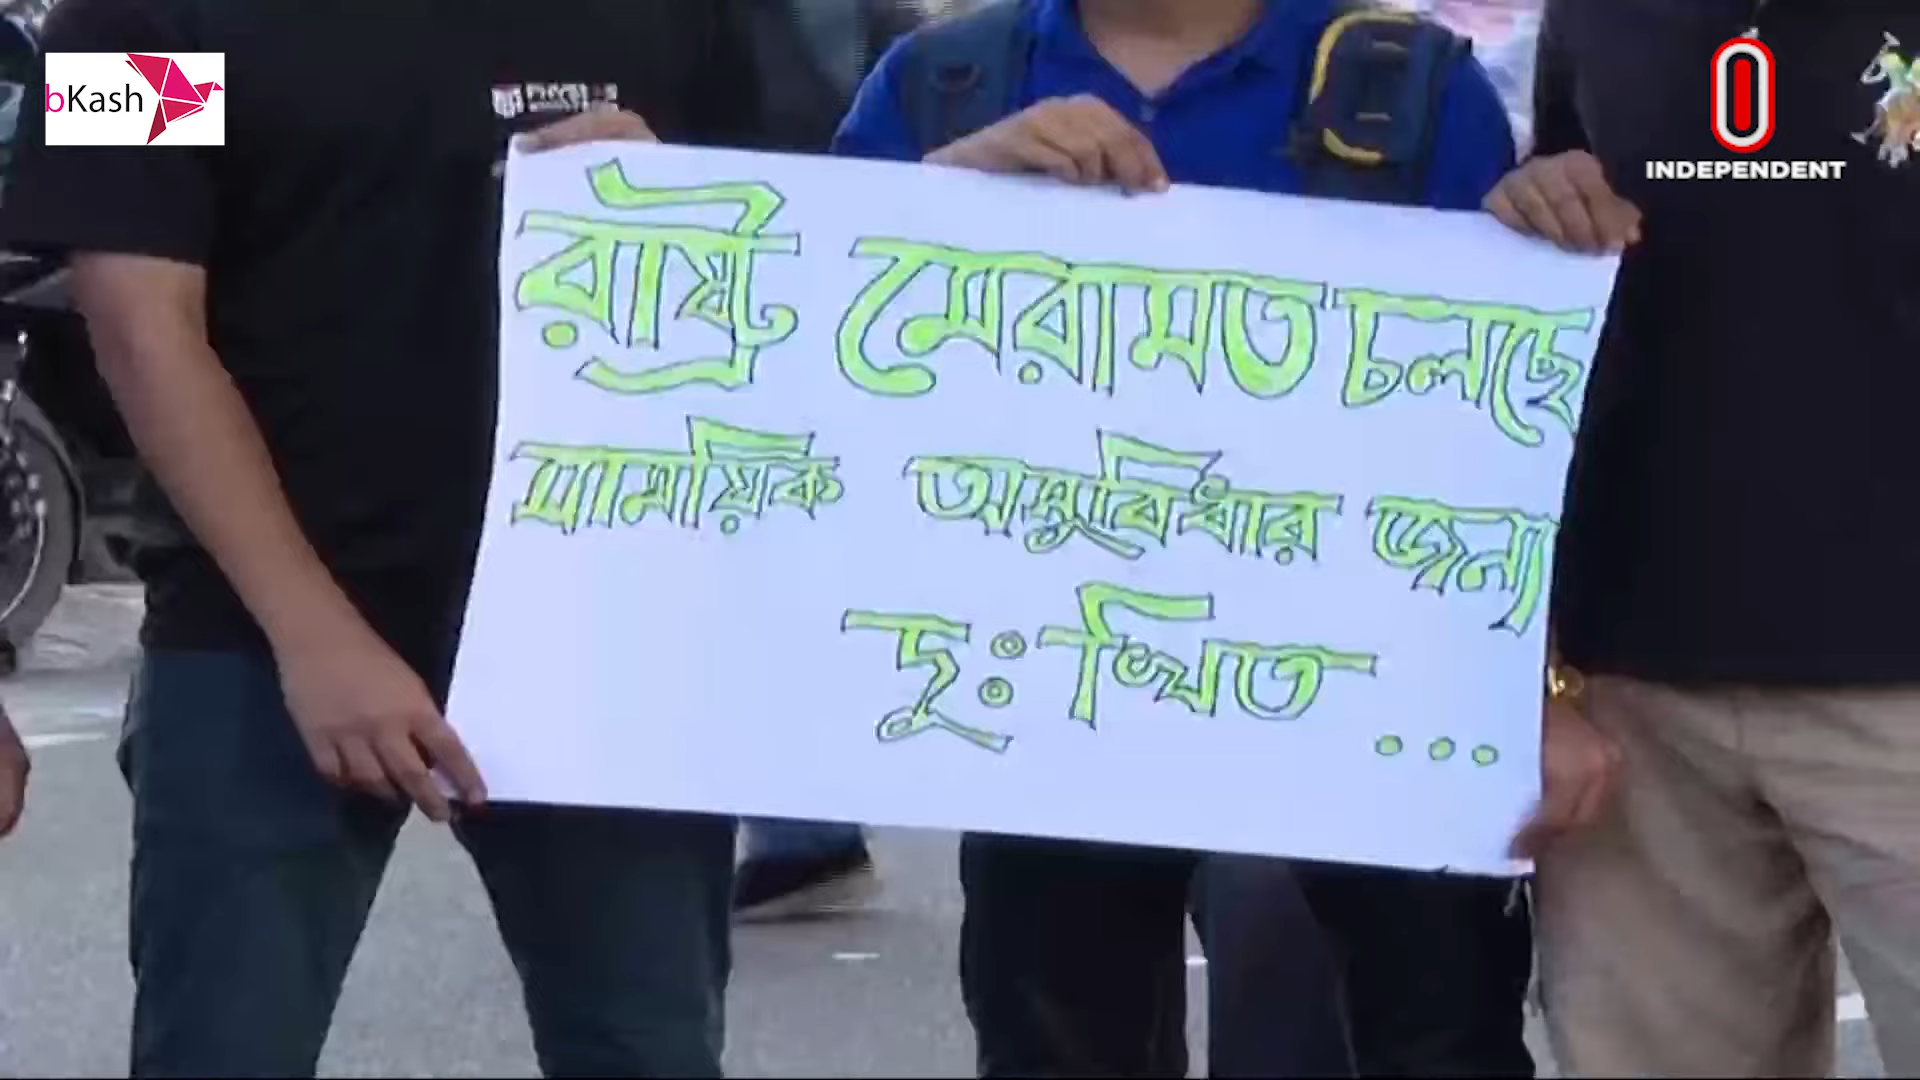 bKash
INDEPENDENT
রাষ্ট্রি মেরামত চলছে
সাময়িক অসুবিধার জন্য
দুঃখিত ...